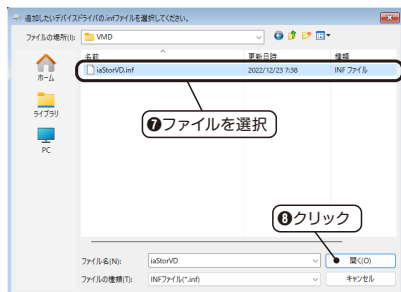 追加したいデバイスドライバの.infファイルを選択してください。
ファイルの場所(I): VMD
名前 更新日時 種類
iaStorVD.inf 2022/12/23 7:38 INF ファイル
ホーム
ライブラリ
PC
❼ファイルを選択
❽クリック
ファイル名(N): iaStorVD 開く(O)
ファイルの種類(T): INFファイル(*.inf) キャンセル